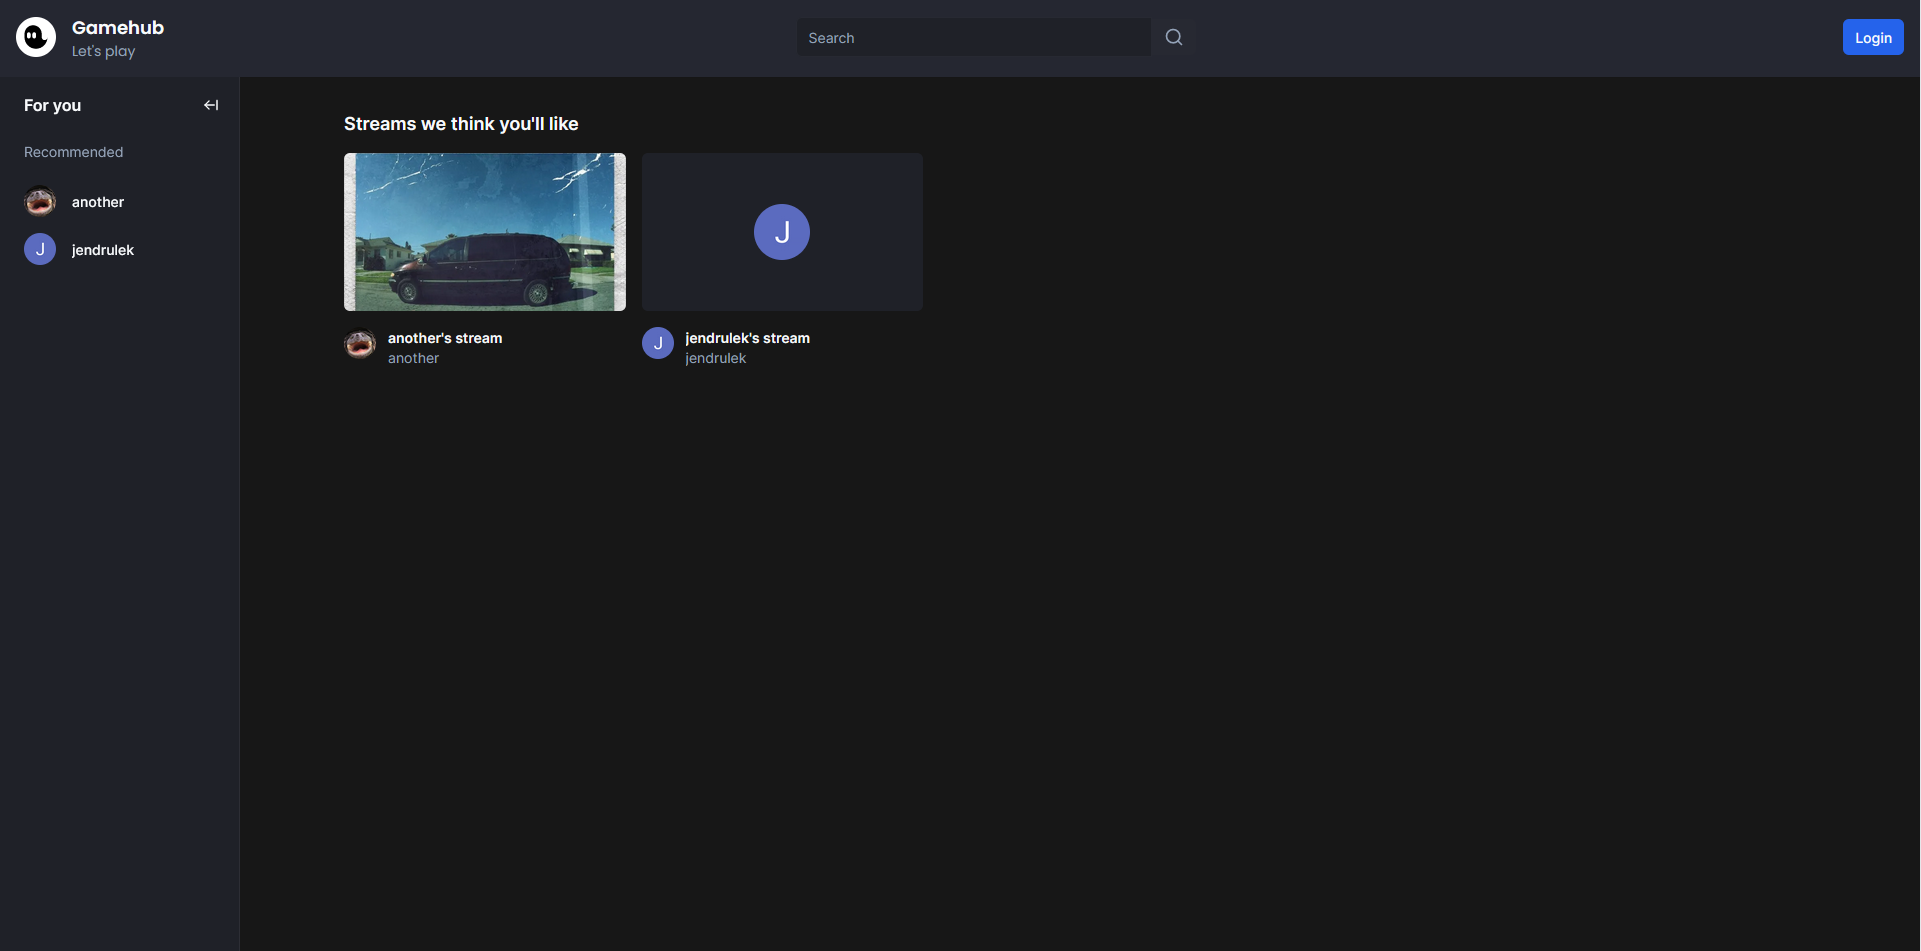 Gamehub
Let's play
Search
Login
For you
Recommended
another
J
jendrulek
Streams we think you'll like
J
another's stream
another
J
jendrulek's stream
jendrulek